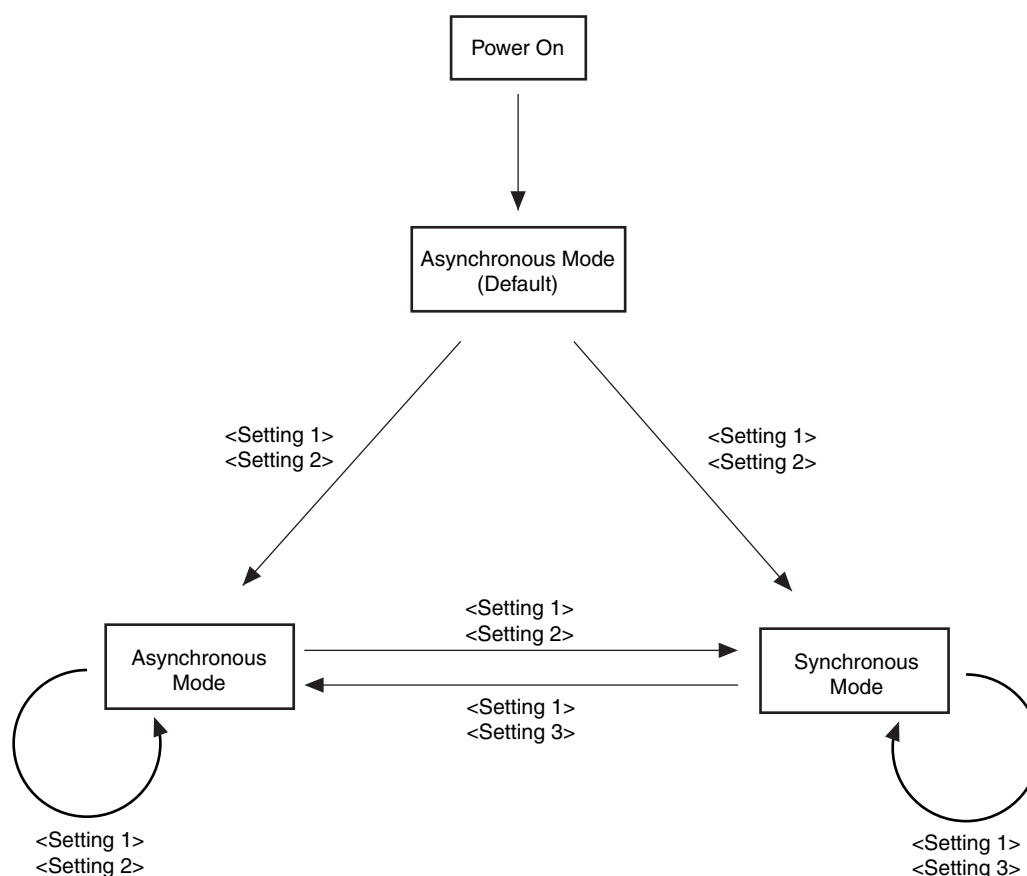 Power On
Asynchronous Mode
(Default)
<Setting 1>
<Setting 2>
<Setting 1>
<Setting 2>
<Setting 1>
<Setting 2>
Asynchronous
Mode
Synchronous
Mode
<Setting 1>
<Setting 3>
<Setting 1>
<Setting 2>
<Setting 1>
<Setting 3>